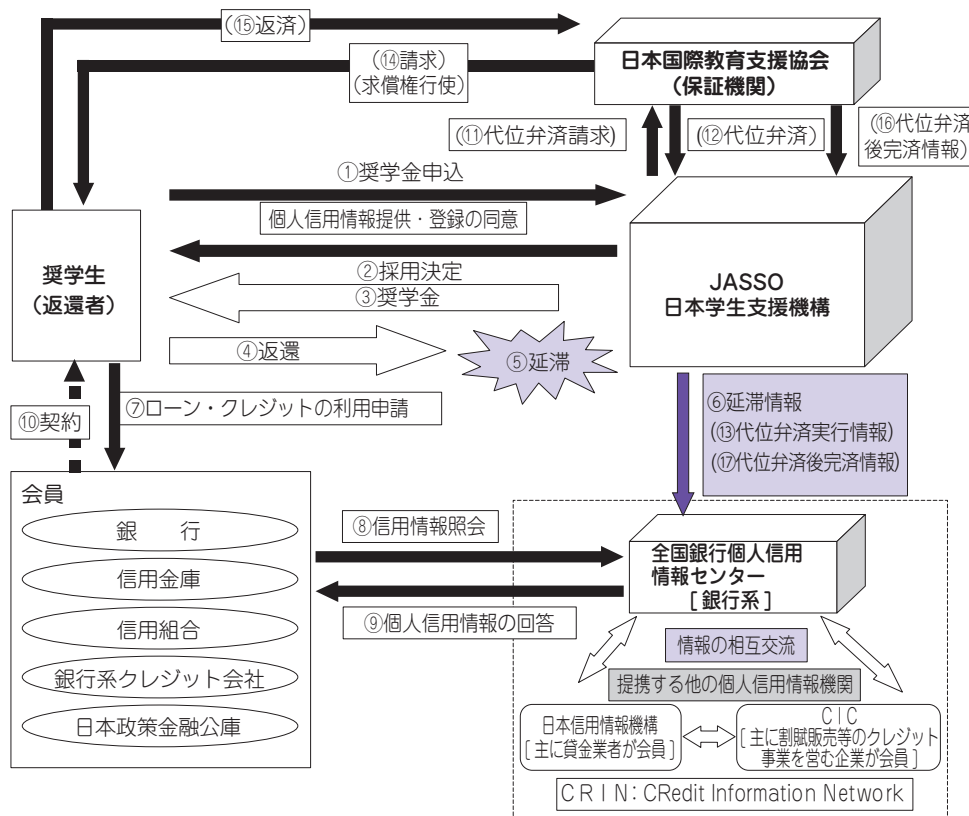 (⑮返済)
日本国際教育支援協会
(保証機関)
(⑭請求)
(求償権行使)
(⑪代位弁済請求)
(⑫代位弁済)
(⑯代位弁済
後完済情報)
①奨学金申込
個人信用情報提供・登録の同意
奨学生
(返還者)
②採用決定
③奨学金
JASSO
日本学生支援機構
④返還
⑤延滞
⑦ローン・クレジットの利用申請
⑩契約
⑥延滞情報
(⑬代位弁済実行情報)
(⑰代位弁済後完済情報)
会員
銀　行
信用金庫
信用組合
銀行系クレジット会社
日本政策金融公庫
⑧信用情報照会
⑨個人信用情報の回答
全国銀行個人信用
情報センター
[銀行系]
情報の相互交流
提携する他の個人信用情報機関
日本信用情報機構
[主に貸金業者が会員]
CIC
[主に割賦販売等のクレジット
事業を営む企業が会員]
CRIN: CRedit Information Network